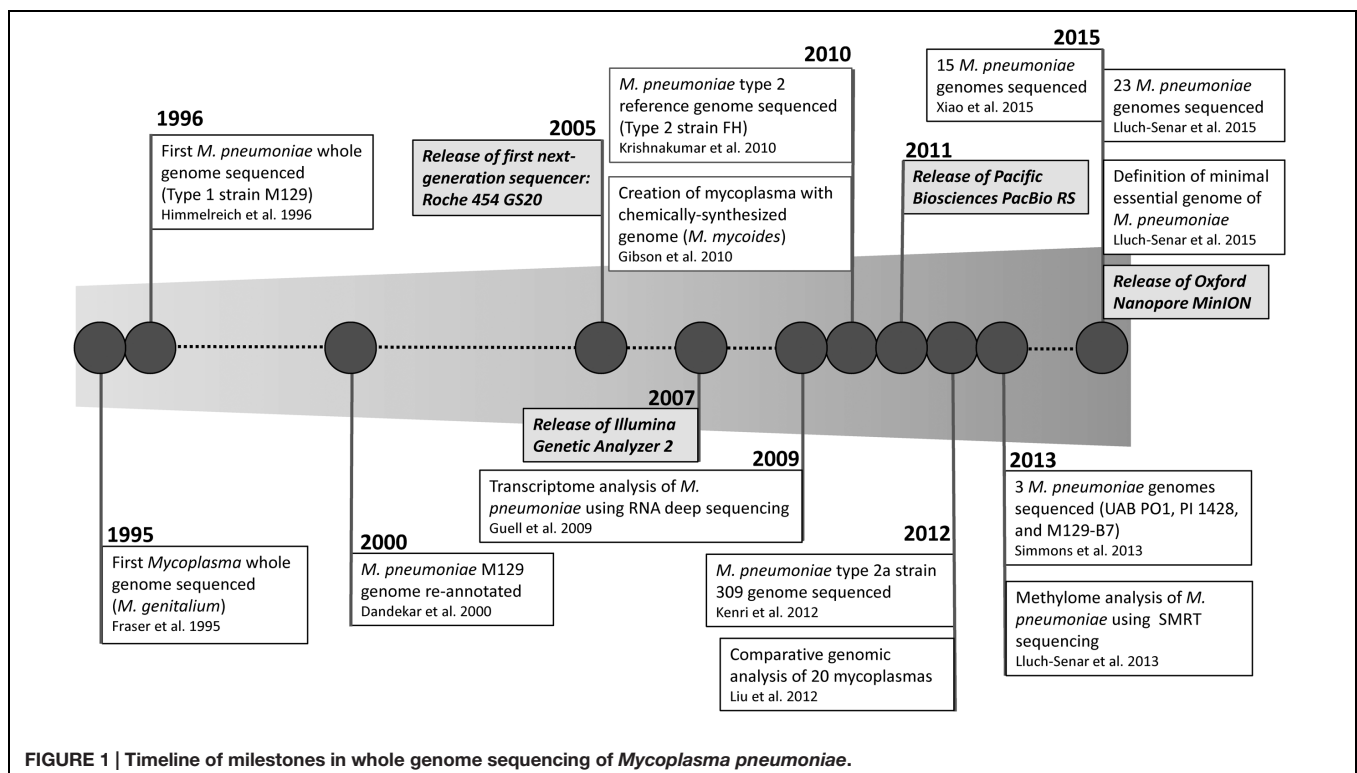 1995
First Mycoplasma whole
genome sequenced
(M. genitalium)
Fraser et al. 1995
1996
First M. pneumoniae whole
genome sequenced
(Type 1 strain M129)
Himmelreich et al. 1996
2000
M. pneumoniae M129
genome re-annotated
Dandekar et al. 2000
2005
Release of first next-
generation sequencer:
Roche 454 GS20
2007
Release of Illumina
Genetic Analyzer 2
2009
Transcriptome analysis of M.
pneumoniae using RNA deep sequencing
Guell et al. 2009
2010
M. pneumoniae type 2
reference genome sequenced
(Type 2 strain FH)
Krishnakumar et al. 2010
Creation of mycoplasma with
chemically-synthesized
genome (M. mycoides)
Gibson et al. 2010
2011
Release of Pacific
Biosciences PacBio RS
2012
M. pneumoniae type 2a strain
309 genome sequenced
Kenri et al. 2012
Comparative genomic
analysis of 20 mycoplasmas
Liu et al. 2012
2013
3 M. pneumoniae genomes
sequenced (UAB PO1, PI 1428,
and M129-B7)
Simmons et al. 2013
Methylome analysis of M.
pneumoniae using SMRT
sequencing
Lluch-Senar et al. 2013
2015
15 M. pneumoniae
genomes sequenced
Xiao et al. 2015
23 M. pneumoniae
genomes sequenced
Lluch-Senar et al. 2015
Definition of minimal
essential genome of
M. pneumoniae
Lluch-Senar et al. 2015
Release of Oxford
Nanopore MinION
FIGURE 1 | Timeline of milestones in whole genome sequencing of Mycoplasma pneumoniae.